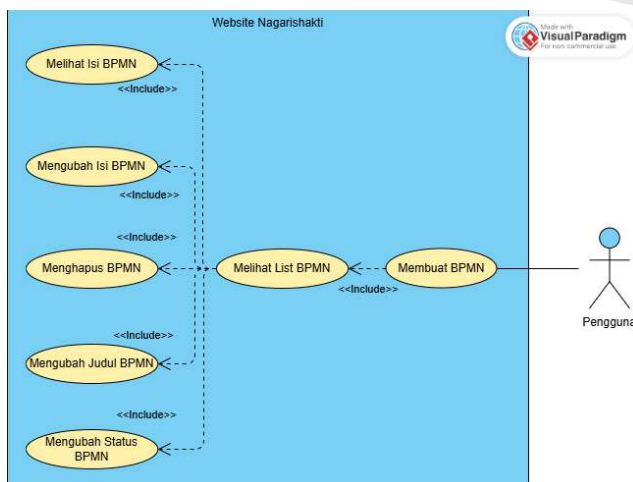 Website Nagarishakti
Made with
Visual Paradigm
For non-commercial use
Melihat Isi BPMN
<<Include>>
Mengubah Isi BPMN
<<Include>>
<<Include>>
Menghapus BPMN
Melihat List BPMN
Membuat BPMN
<<Include>>
Pengguna
<<Include>>
Mengubah Judul BPMN
<<Include>>
Mengubah Status
BPMN